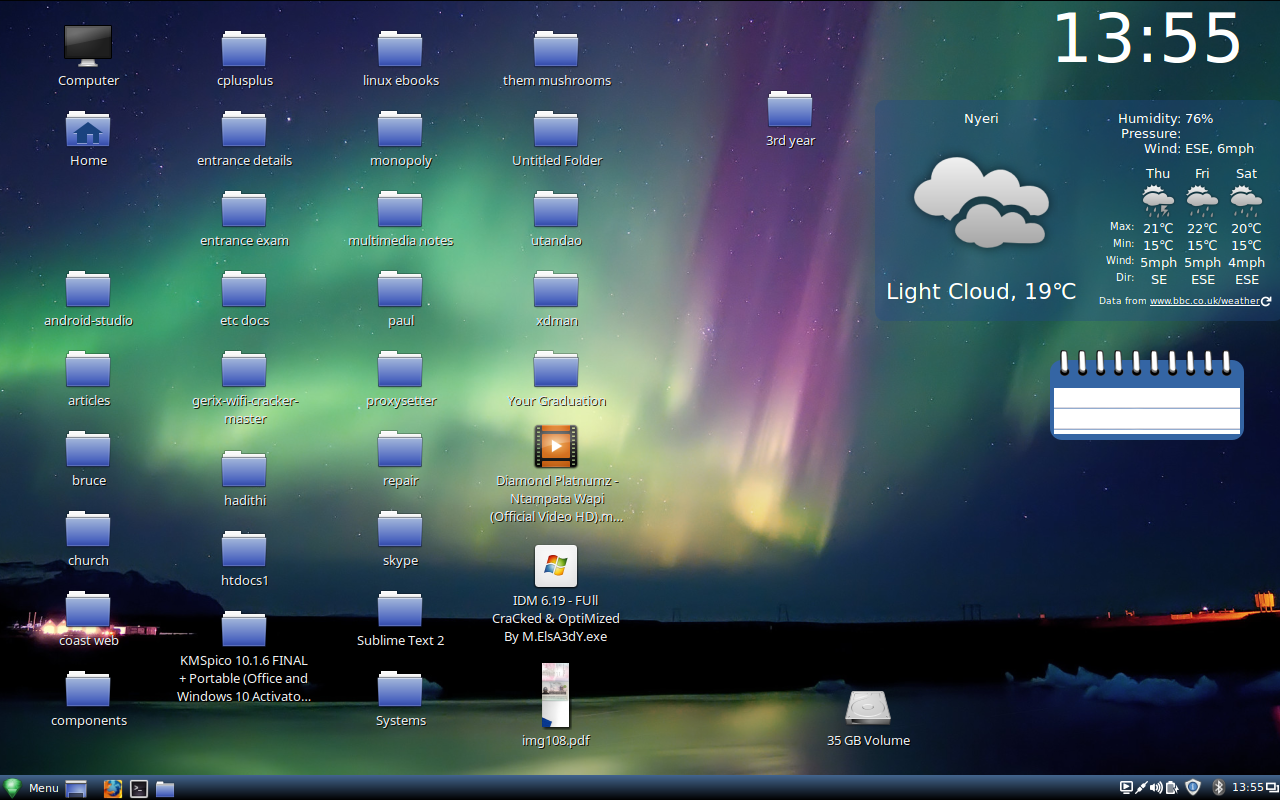 13:55
Computer
cplusplus
linux ebooks
them mushrooms
3rd year
Home
entrance details
monopoly
Untitled Folder
entrance exam
multimedia notes
utandao
android-studio
etc docs
paul
xdman
articles
gerix-wifi-cracker-
master
proxysetter
Your Graduation
bruce
hadithi
repair
Diamond Platnumz -
Ntampata Wapi
(Official Video HD).m...
church
htdocs1
skype
IDM 6.19 - FUll
CraCked & OptiMized
By M.ElsA3dY.exe
coast web
KMSpico 10.1.6 FINAL
+ Portable (Office and
Windows 10 Activato...
Sublime Text 2
components
Systems
img108.pdf
35 GB Volume
Nyeri
Humidity: 76%
Pressure:
Wind: ESE, 6mph
Thu Fri Sat
Max: 21℃ 22℃ 20℃
Min: 15℃ 15℃ 15℃
Wind: 5mph 5mph 4mph
Dir: SE ESE ESE
Light Cloud, 19℃
Data from www.bbc.co.uk/weather
Menu
13:55